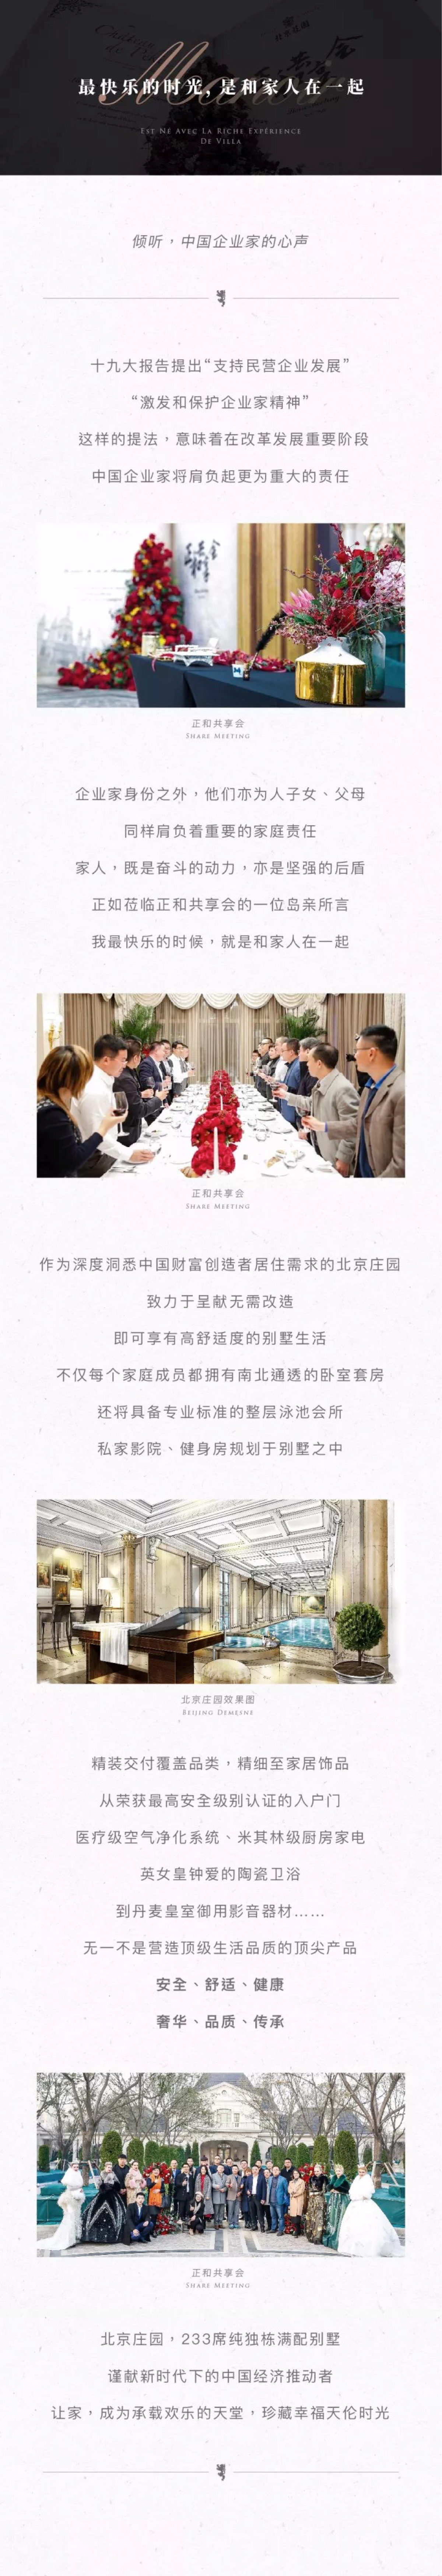 最快乐的时光，是和家人在一起
Manoir
EST NÉ AVEC LA RICHE EXPÉRIENCE
DE VILLA
倾听，中国企业家的心声
十九大报告提出“支持民营企业发展”
“激发和保护企业家精神”
这样的提法，意味着在改革发展重要阶段
中国企业家将肩负起更为重大的责任
正和共享会
SHARE MEETING
企业家身份之外，他们亦为人子女、父母
同样肩负着重要的家庭责任
家人，既是奋斗的动力，亦是坚强的后盾
正如莅临正和共享会的一位岛亲所言
我最快乐的时候，就是和家人在一起
正和共享会
SHARE MEETING
作为深度洞悉中国财富创造者居住需求的北京庄园
致力于呈献无需改造
即可享有高舒适度的别墅生活
不仅每个家庭成员都拥有南北通透的卧室套房
还将具备专业标准的整层泳池会所
私家影院、健身房规划于别墅之中
北京庄园效果图
BEIJING DEMESNE
精装交付覆盖品类，精细至家居饰品
从荣获最高安全级别认证的入户门
医疗级空气净化系统、米其林级厨房家电
英女皇钟爱的陶瓷卫浴
到丹麦皇室御用影音器材……
无一不是营造顶级生活品质的顶尖产品
安全、舒适、健康
奢华、品质、传承
正和共享会
SHARE MEETING
北京庄园，233席纯独栋满配别墅
谨献新时代下的中国经济推动者
让家，成为承载欢乐的天堂，珍藏幸福天伦时光